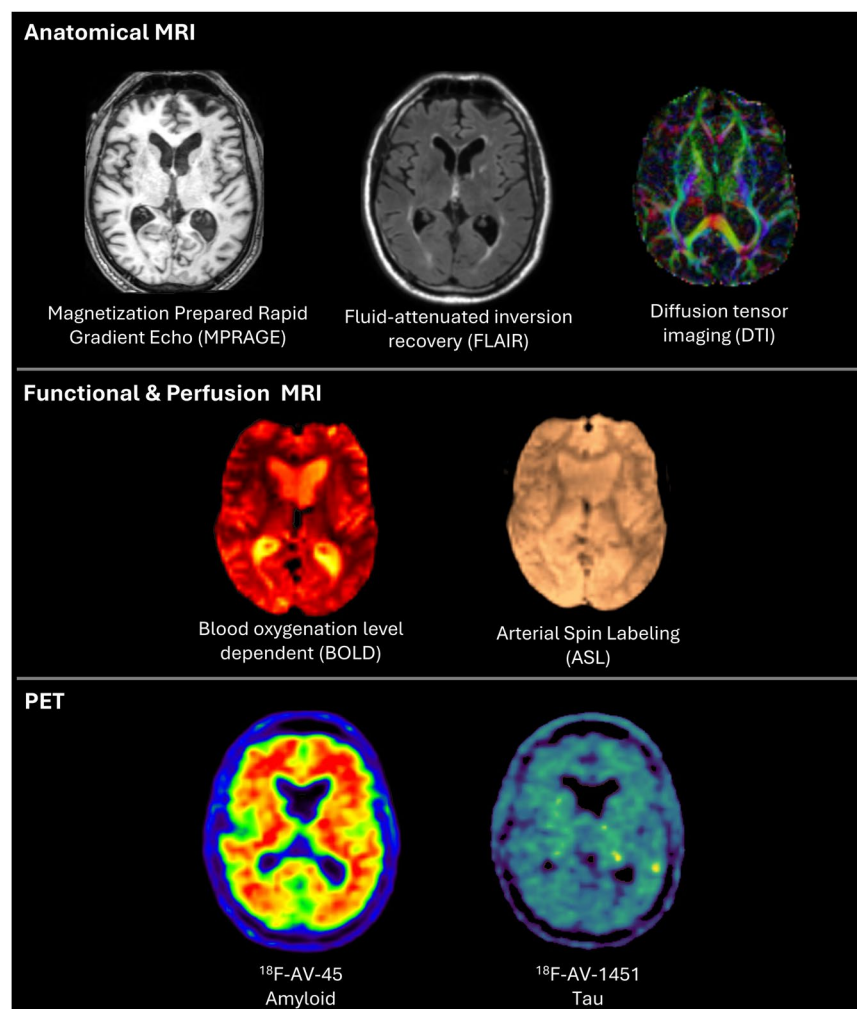 Anatomical MRI
Magnetization Prepared Rapid
Gradient Echo (MPRAGE)
Fluid-attenuated inversion
recovery (FLAIR)
Diffusion tensor
imaging (DTI)
Functional & Perfusion  MRI
Blood oxygenation level
dependent (BOLD)
Arterial Spin Labeling
(ASL)
PET
¹⁸F-AV-45
Amyloid
¹⁸F-AV-1451
Tau